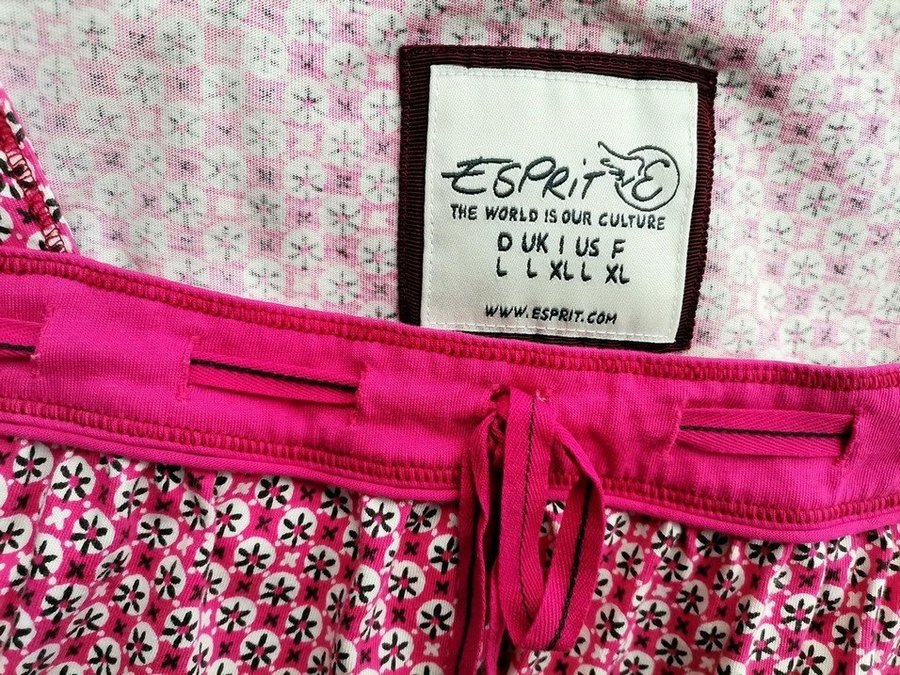 ESPRIT E
THE WORLD IS OUR CULTURE
D UK I US F
L L XL L XL
WWW.ESPRIT.COM